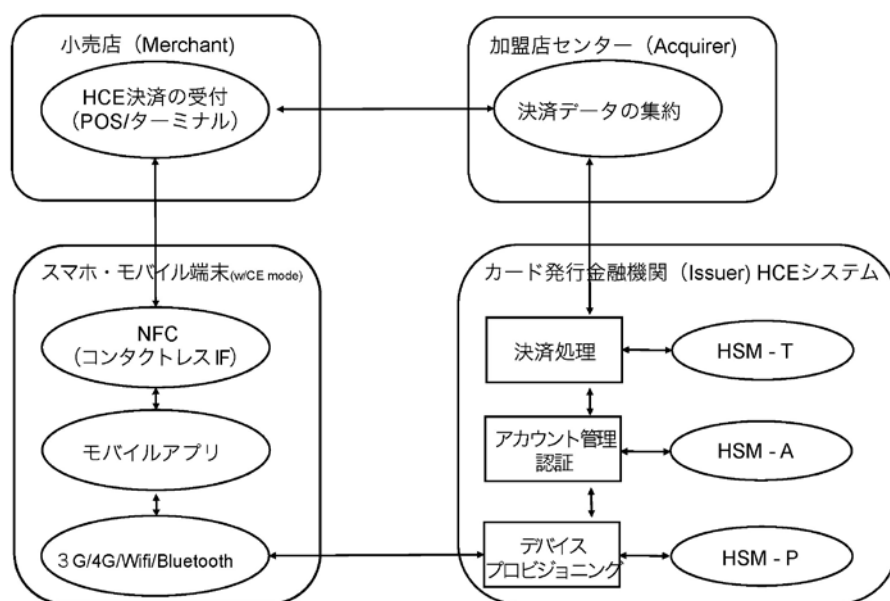 小売店（Merchant)
HCE決済の受付
（POS/ターミナル）
加盟店センター（Acquirer)
決済データの集約
スマホ・モバイル端末(w/CE mode)
NFC
（コンタクトレス IF）
モバイルアプリ
３G/4G/Wifi/Bluetooth
カード発行金融機関（Issuer) HCEシステム
決済処理
HSM - T
アカウント管理
認証
HSM - A
デバイス
プロビジョニング
HSM - P